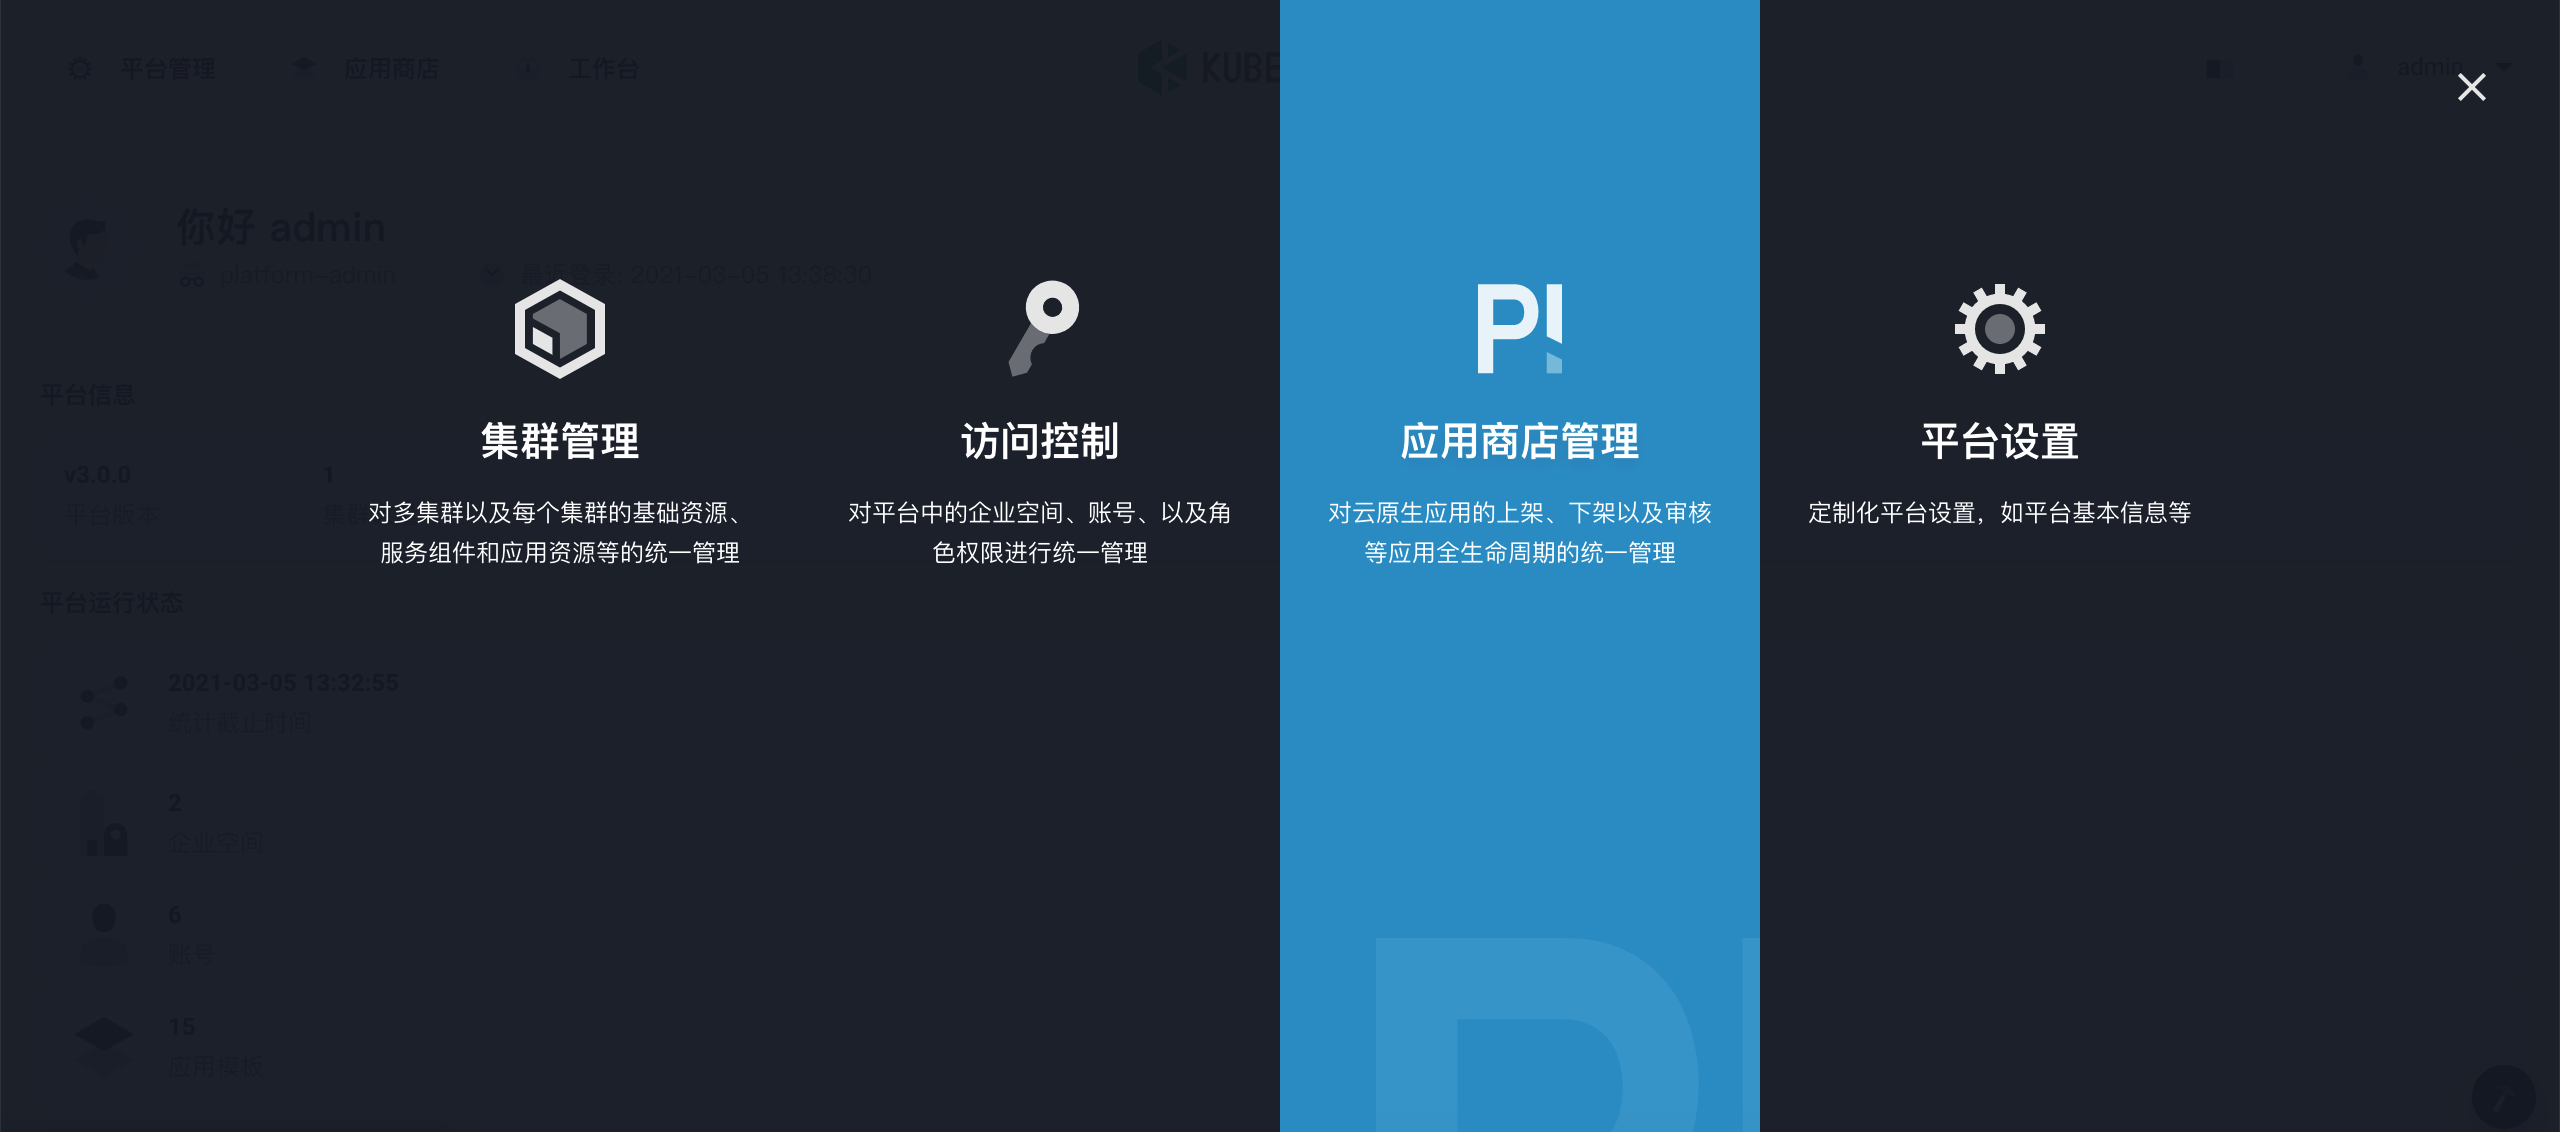 平台管理
应用商店
工作台
KUBE
admin
你好 admin
platform-admin
最近登录: 2021-03-05 13:38:30
集群管理
对多集群以及每个集群的基础资源、
服务组件和应用资源等的统一管理
访问控制
对平台中的企业空间、账号、以及角
色权限进行统一管理
P!
应用商店管理
对云原生应用的上架、下架以及审核
等应用全生命周期的统一管理
平台设置
定制化平台设置，如平台基本信息等
平台信息
v3.0.0
平台版本
1
集群
平台运行状态
2021-03-05 13:32:55
统计截止时间
2
企业空间
6
账号
15
应用模板